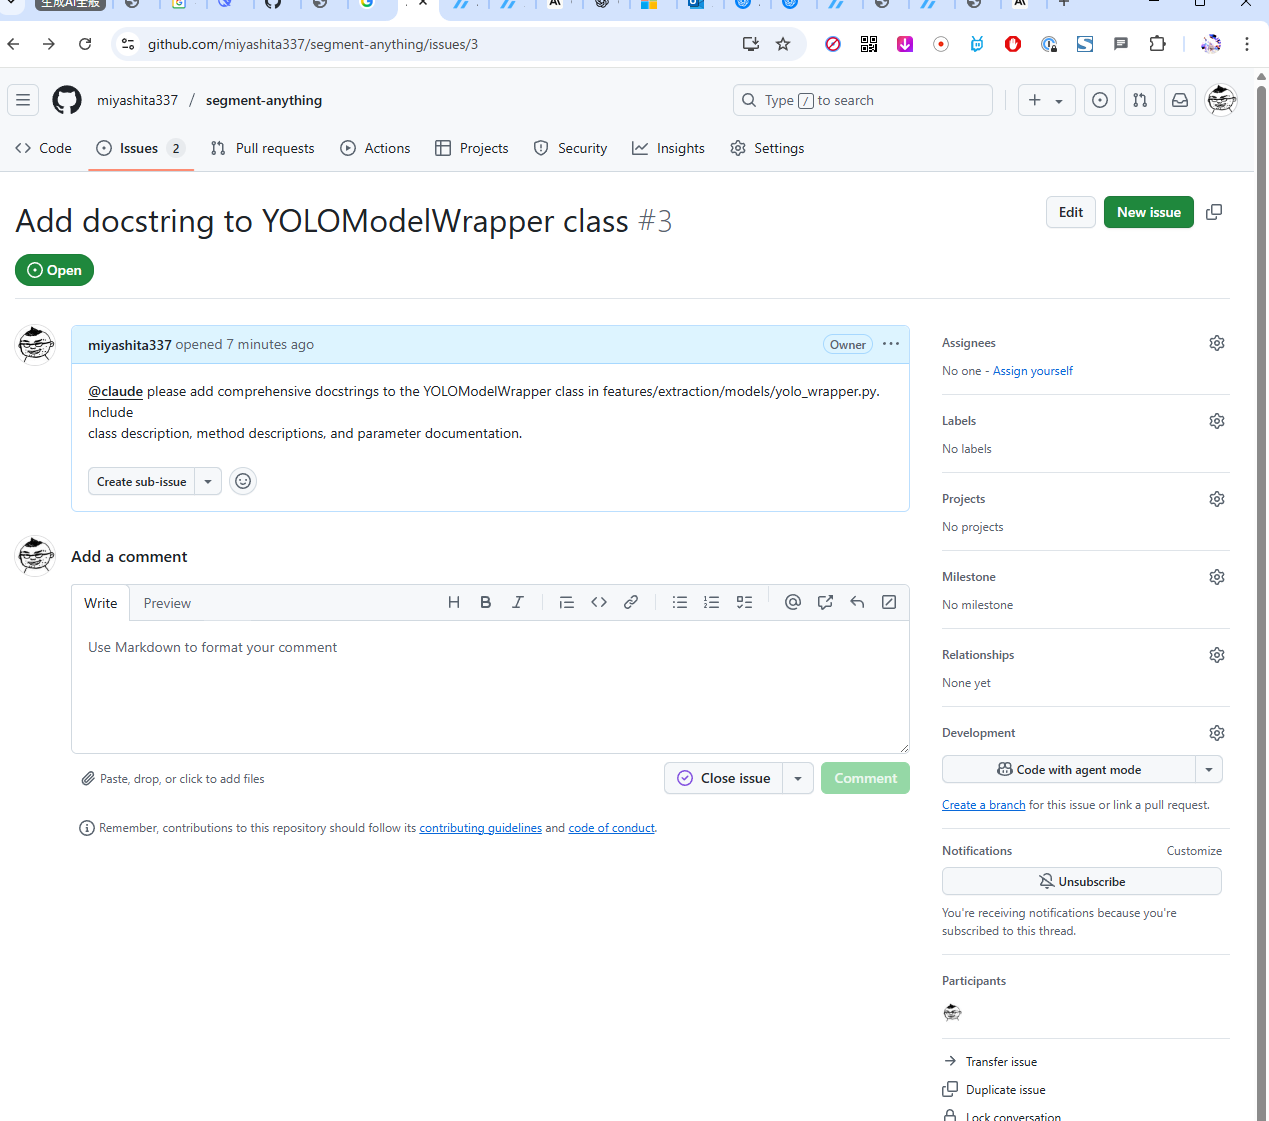 生成AI全般
github.com/miyashita337/segment-anything/issues/3
miyashita337 / segment-anything
Type / to search
Code
Issues 2
Pull requests
Actions
Projects
Security
Insights
Settings
Add docstring to YOLOModelWrapper class #3
Edit
New issue
Open
miyashita337 opened 7 minutes ago
Owner
@claude please add comprehensive docstrings to the YOLOModelWrapper class in features/extraction/models/yolo_wrapper.py.
Include
class description, method descriptions, and parameter documentation.
Create sub-issue
Add a comment
Write
Preview
Use Markdown to format your comment
Paste, drop, or click to add files
Close issue
Comment
Remember, contributions to this repository should follow its contributing guidelines and code of conduct.
Assignees
No one - Assign yourself
Labels
No labels
Projects
No projects
Milestone
No milestone
Relationships
None yet
Development
Code with agent mode
Create a branch for this issue or link a pull request.
Notifications
Customize
Unsubscribe
You're receiving notifications because you're
subscribed to this thread.
Participants
Transfer issue
Duplicate issue
Lock conversation